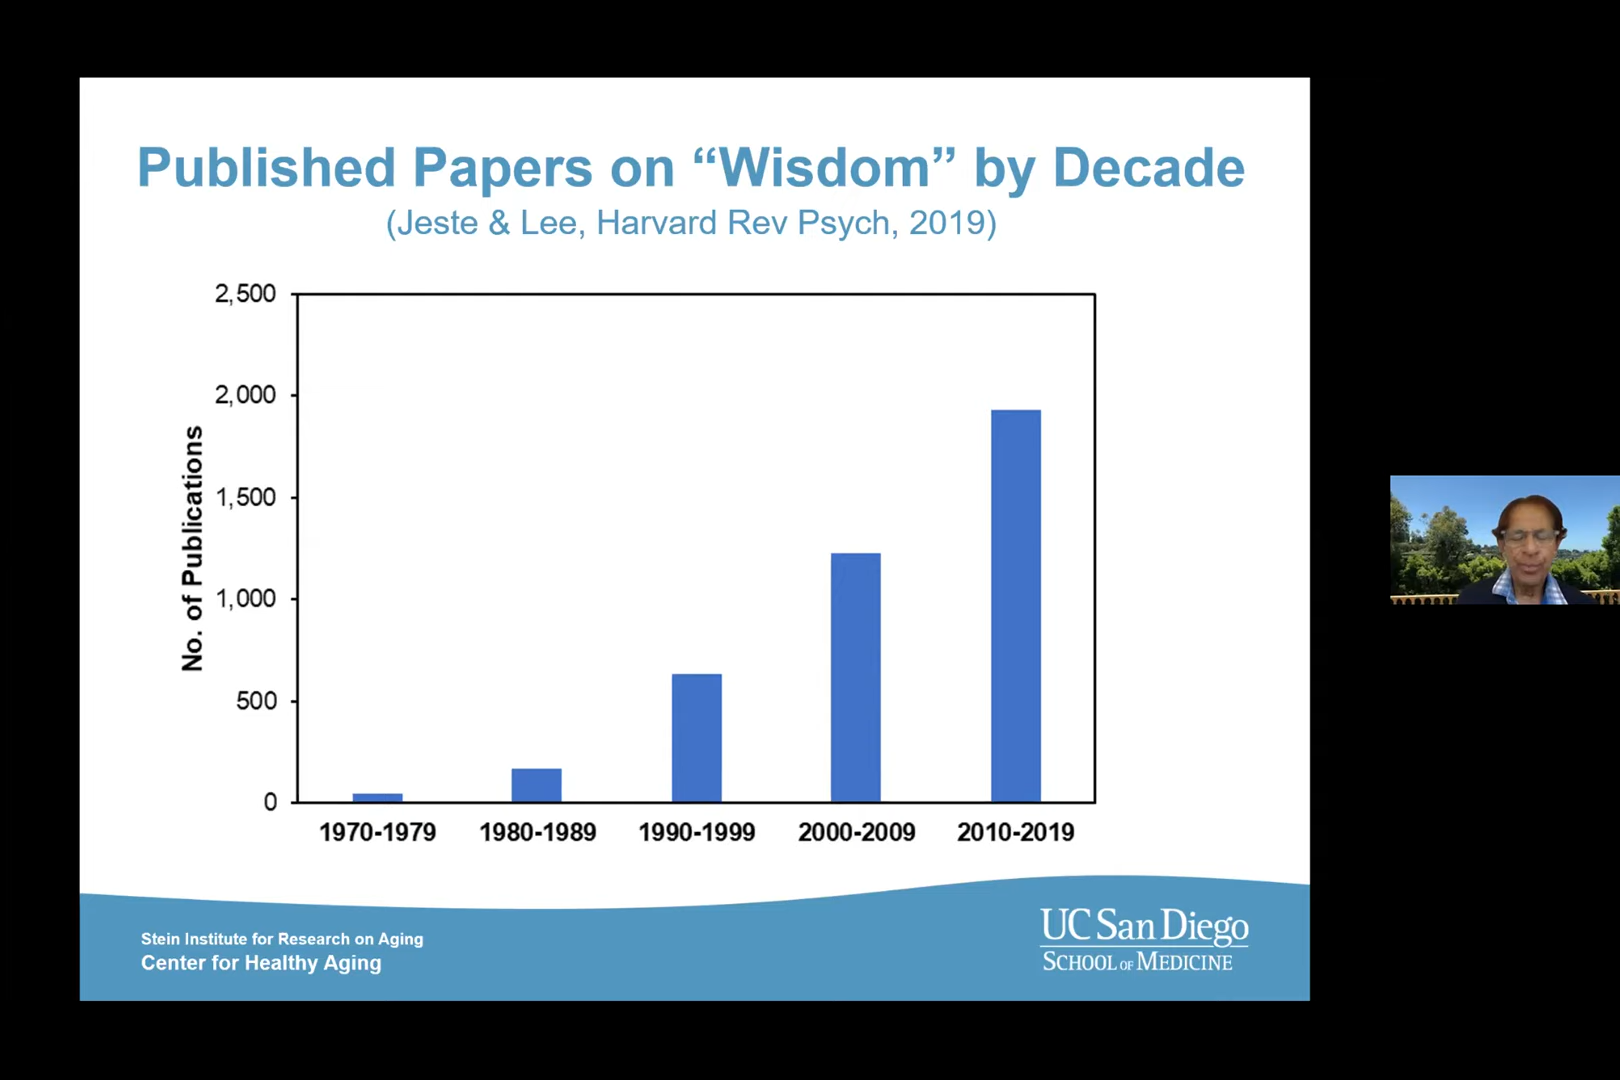 Published Papers on “Wisdom” by Decade
(Jeste & Lee, Harvard Rev Psych, 2019)
No. of Publications
2,500
2,000
1,500
1,000
500
0
1970-1979 1980-1989 1990-1999 2000-2009 2010-2019
Stein Institute for Research on Aging
Center for Healthy Aging
UC San Diego
SCHOOL OF MEDICINE